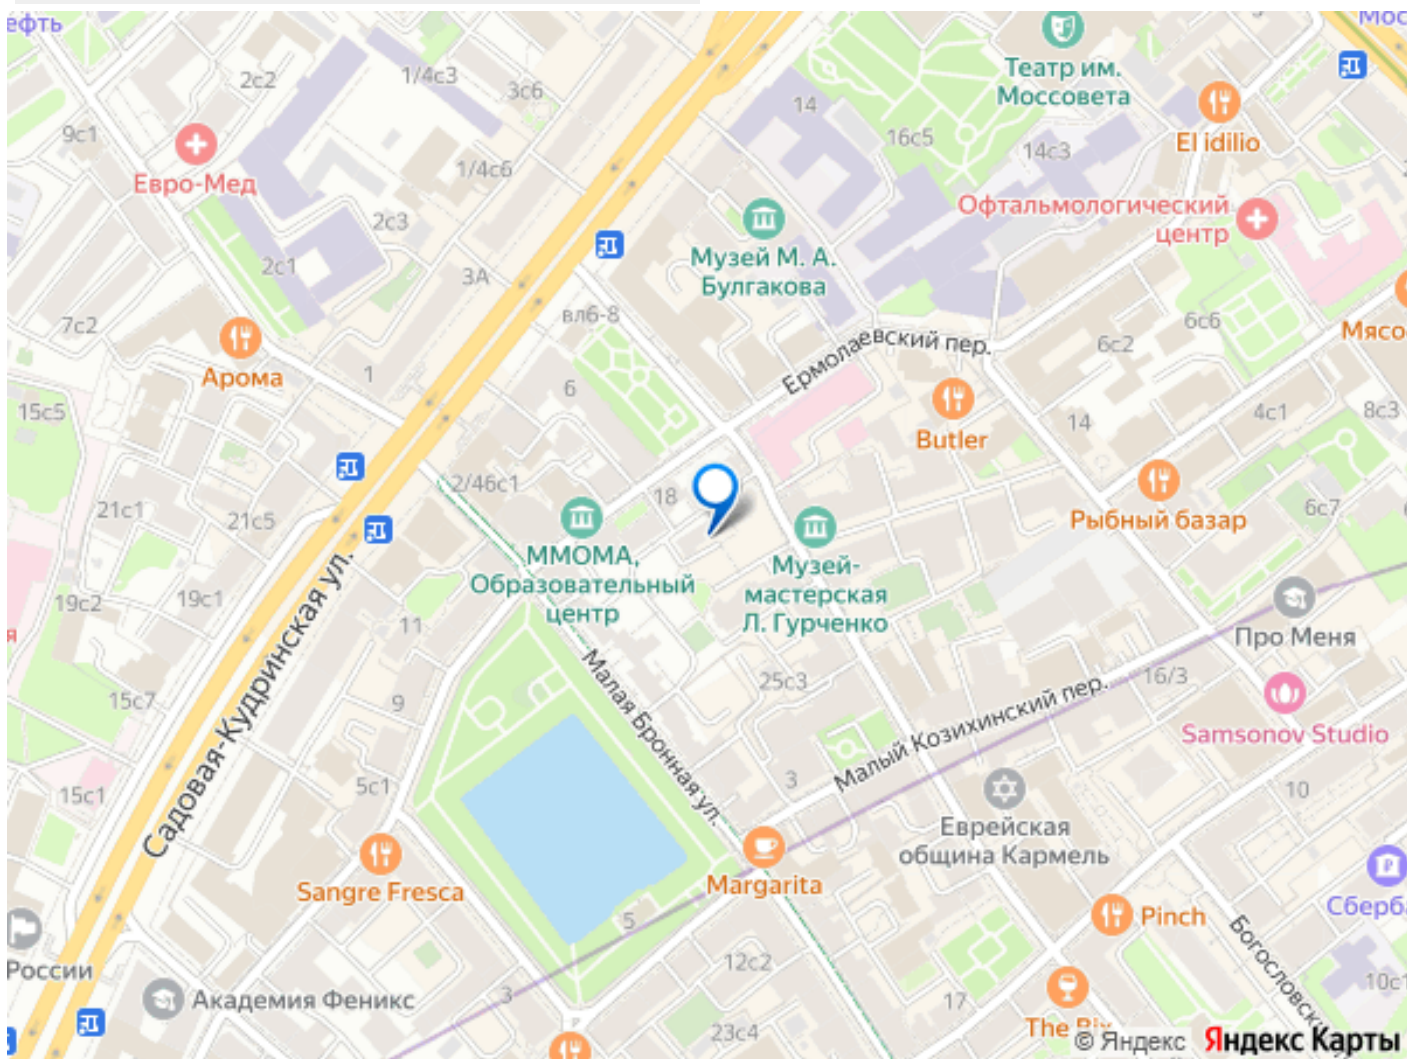 ефть
2с2
1/4с3
3с6
9с1
Евро-Мед
1/4с6
2с3
2с1
3А
7с2
Арома
1
15с5
14
Театр им.
Моссовета
16с5
14с3
El idilio
Офтальмологический
центр
Музей М. А.
Булгакова
вл6-8
6
Ермолаевский пер.
6с6
6с2
Мясо
Butler
14
4с1
8с3
2/46с1
18
21с1
21с5
ММОМА,
Образовательный
центр
Музей-
мастерская
Л. Гурченко
Рыбный базар
6с7
19с2
19с1
11
Садовая-Кудринская ул.
Про Меня
15с7
9
Малая Бронная ул.
25с3
Малый Козихинский пер.
16/3
Samsonov Studio
15с1
5с1
3
10
Еврейская
община Кармель
Sangre Fresca
Margarita
5
Pinch
Сберба
России
Академия Феникс
3
12с2
23с4
17
The Bix
Богословски
10с1
© Яндекс Яндекс Карты